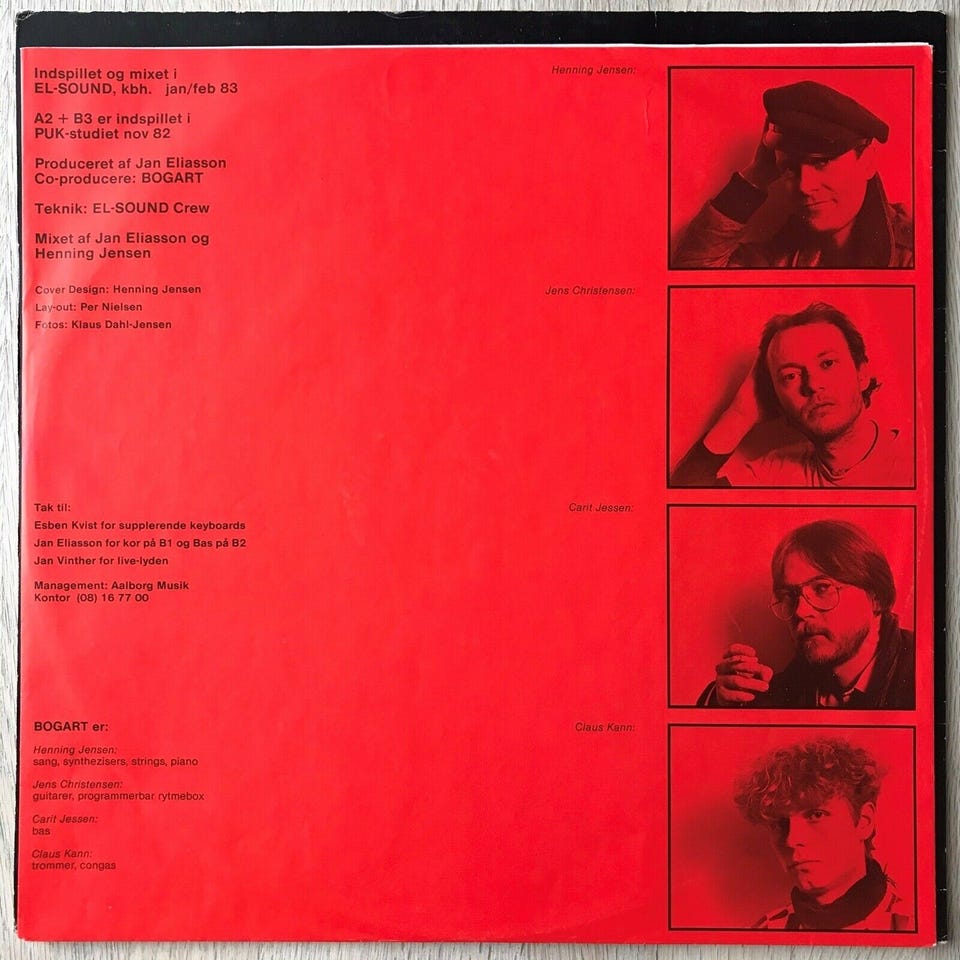 Indspillet og mixet i
EL-SOUND, kbh. jan/feb 83
A2 + B3 er indspillet i
PUK-studiet nov 82
Produceret af Jan Eliasson
Co-producere: BOGART
Teknik: EL-SOUND Crew
Mixet af Jan Eliasson og
Henning Jensen
Cover Design: Henning Jensen
Lay-out: Per Nielsen
Fotos: Klaus Dahl-Jensen
Tak til:
Esben Kvist for supplerende keyboards
Jan Eliasson for kor på B1 og Bas på B2
Jan Vinther for live-lyden
Management: Aalborg Musik
Kontor (08) 16 77 00
BOGART er:
Henning Jensen:
sang, synthezisers, strings, piano
Jens Christensen:
guitarer, programmerbar rytmebox
Carit Jessen:
bas
Claus Kann:
trommer, congas
Henning Jensen:
Jens Christensen:
Carit Jessen:
Claus Kann: